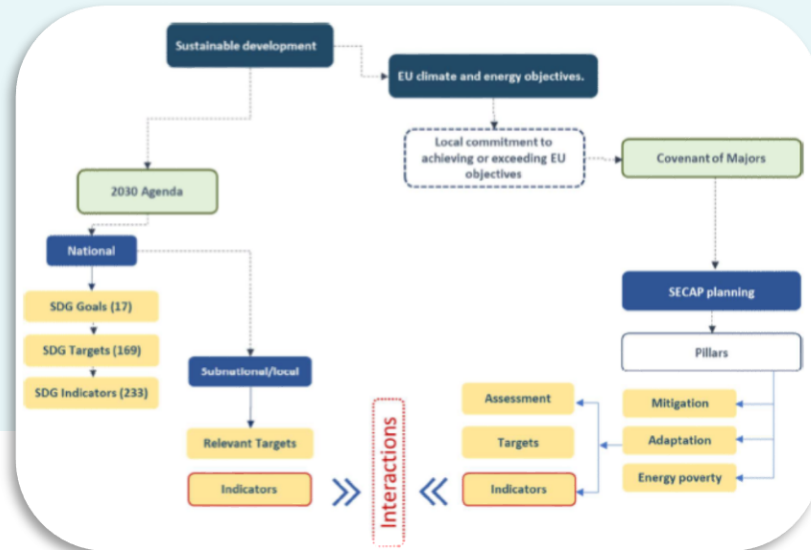 Sustainable development
EU climate and energy objectives.
Local commitment to
achieving or exceeding EU
objectives
Covenant of Majors
2030 Agenda
National
SDG Goals (17)
SDG Targets (169)
SDG Indicators (233)
Subnational/local
Relevant Targets
Indicators
Interactions
SECAP planning
Pillars
Mitigation
Adaptation
Energy poverty
Assessment
Targets
Indicators